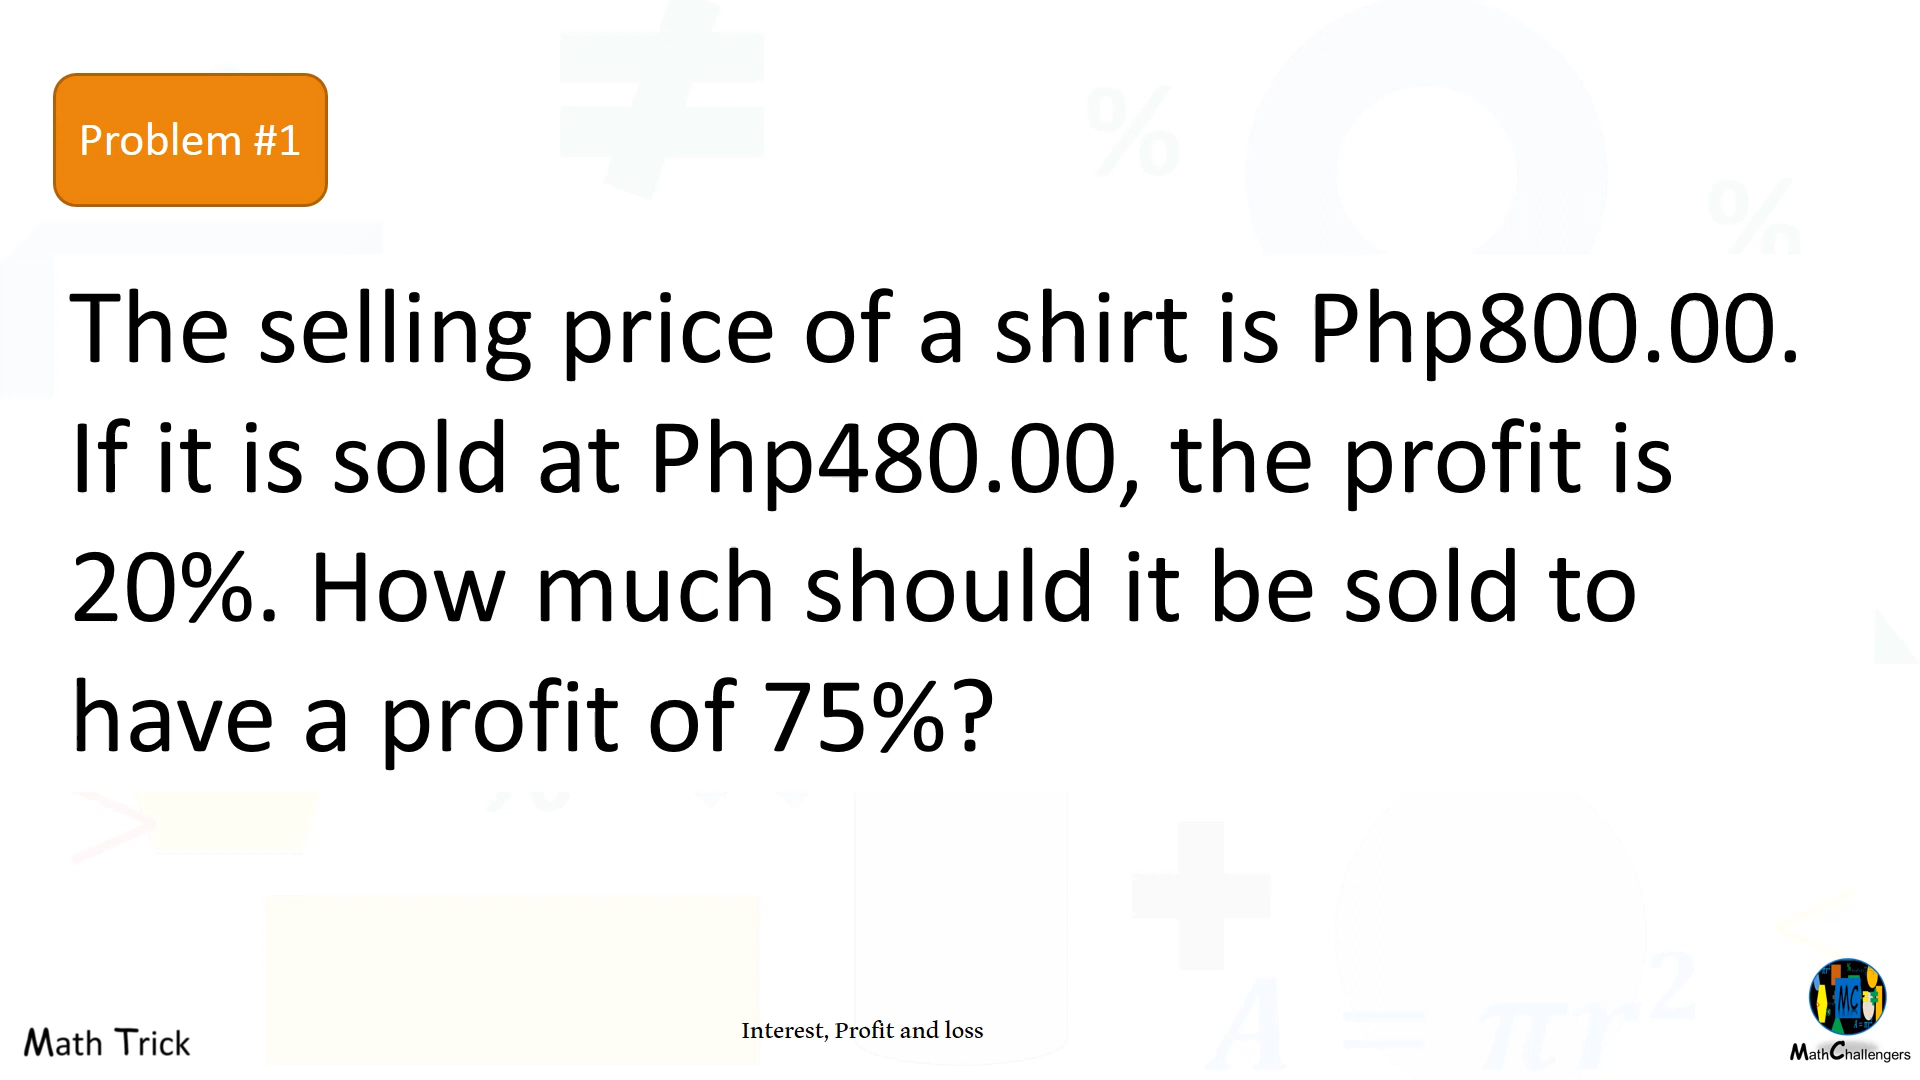 Problem #1
%
%
The selling price of a shirt is Php800.00.
If it is sold at Php480.00, the profit is
20%. How much should it be sold to
have a profit of 75%?
A = πr²
Math Trick
Interest, Profit and loss
MC
MathChallengers